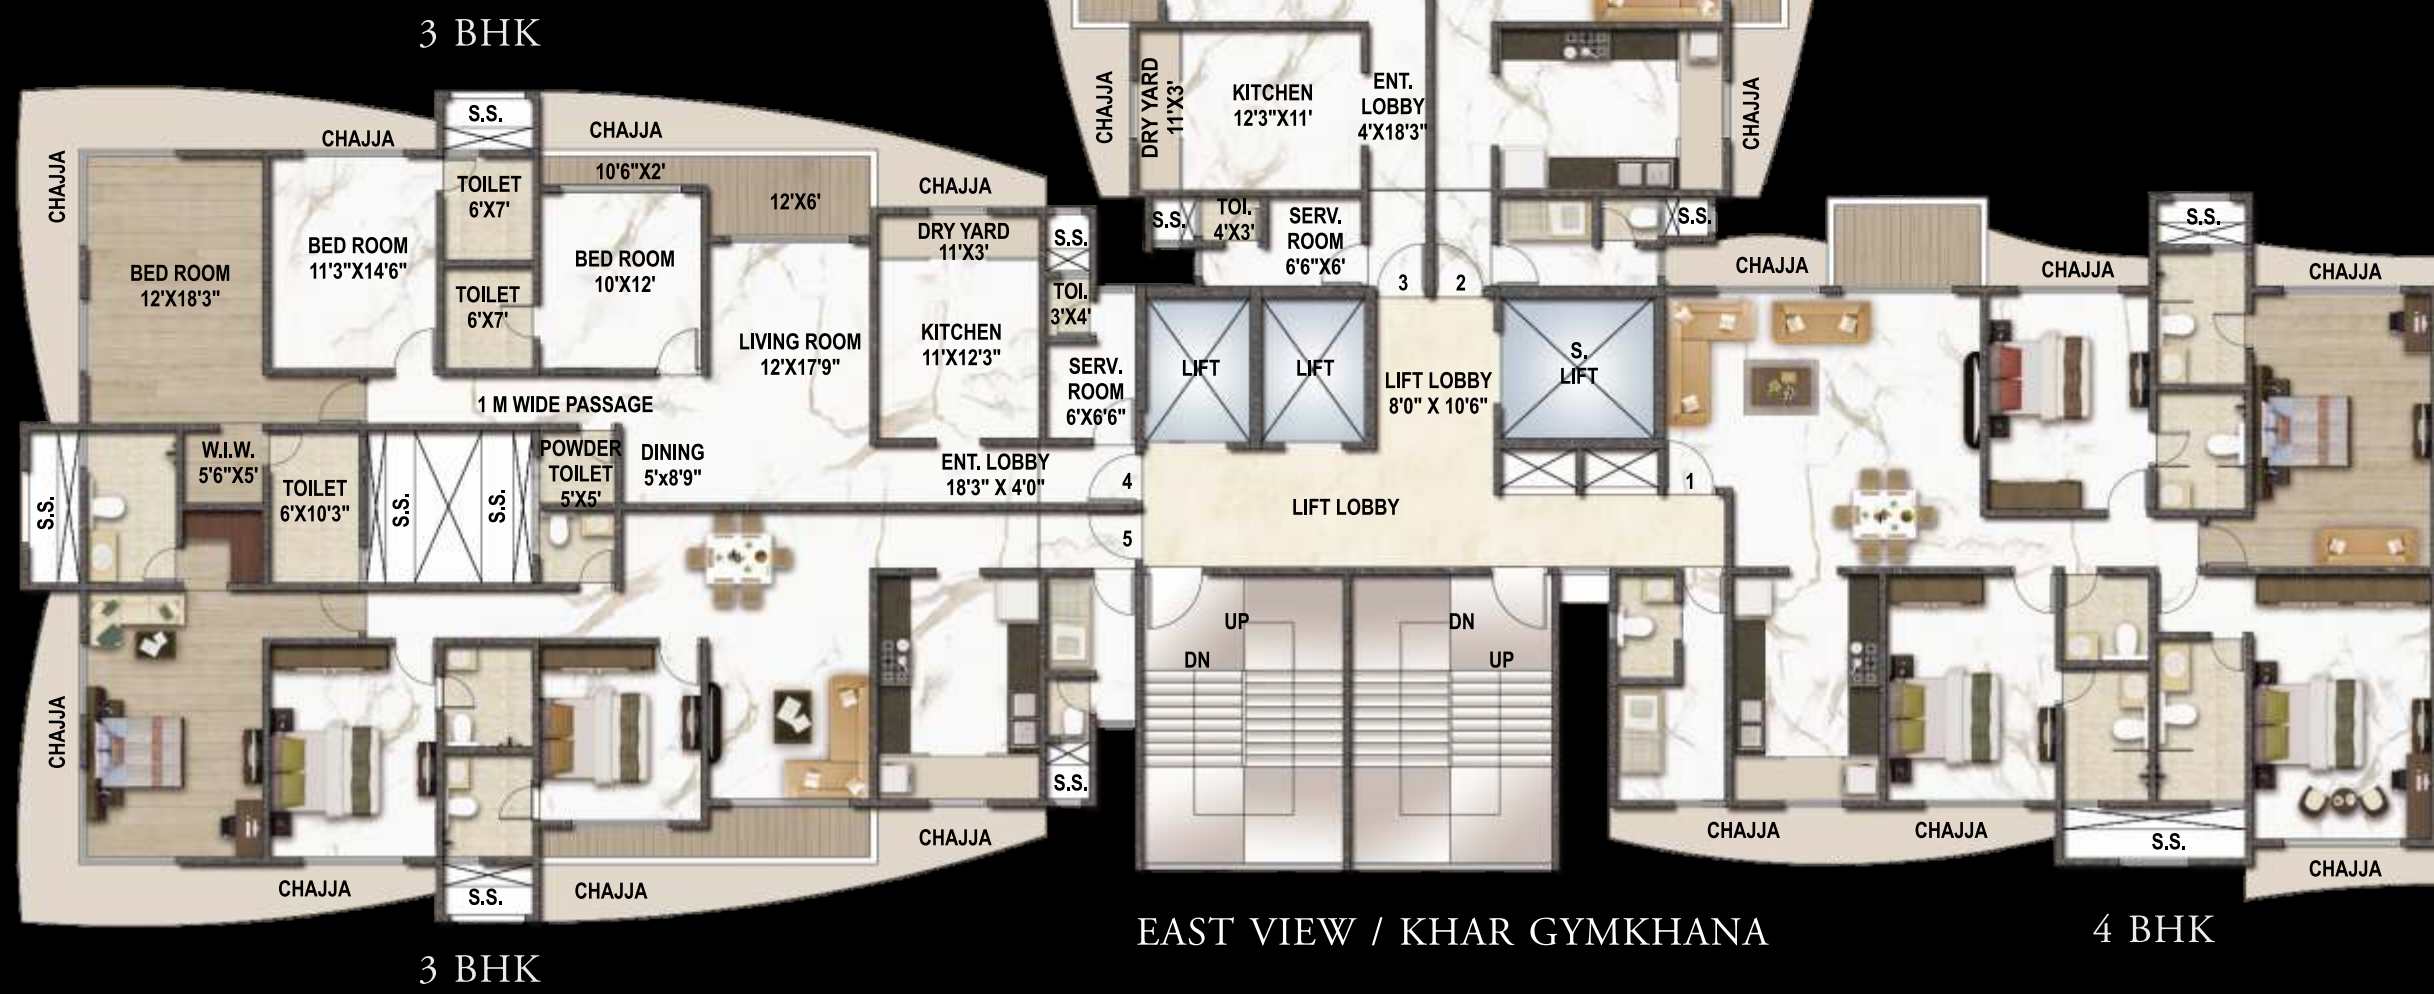 3 BHK
CHAJJA
DRY YARD
11'X3'
KITCHEN
12'3"X11'
ENT.
LOBBY
4'X18'3"
CHAJJA
S.S.
TOI.
4'X3'
SERV.
ROOM
6'6"X6'
S.S.
3
2
S.S.
CHAJJA
CHAJJA
CHAJJA
10'6"X2'
12'X6'
CHAJJA
BED ROOM
12'X18'3"
BED ROOM
11'3"X14'6"
TOILET
6'X7'
TOILET
6'X7'
BED ROOM
10'X12'
LIVING ROOM
12'X17'9"
DRY YARD
11'X3'
KITCHEN
11'X12'3"
S.S.
TOI.
3'X4'
SERV.
ROOM
6'X6'6"
1 M WIDE PASSAGE
S.S.
W.I.W.
5'6"X5'
TOILET
6'X10'3"
S.S.
S.S.
POWDER
TOILET
5'X5'
DINING
5'x8'9"
ENT. LOBBY
18'3" X 4'0"
4
5
LIFT
LIFT
LIFT LOBBY
8'0" X 10'6"
S.
LIFT
LIFT LOBBY
1
CHAJJA
CHAJJA
S.S.
CHAJJA
UP
DN
DN
UP
CHAJJA
CHAJJA
S.S.
CHAJJA
S.S.
CHAJJA
CHAJJA
CHAJJA
S.S.
CHAJJA
EAST VIEW / KHAR GYMKHANA
4 BHK
3 BHK